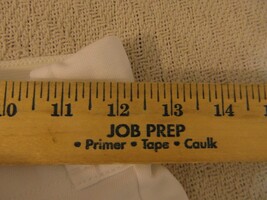 10 11 12 13 14
JOB PREP
• Primer • Tape • Caulk